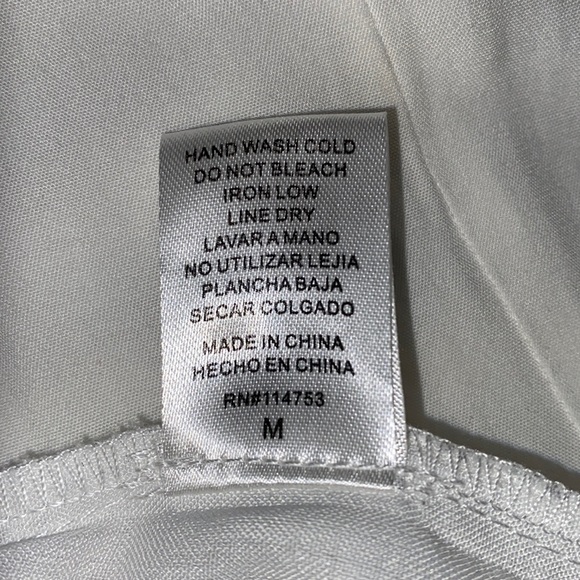 HAND WASH COLD
DO NOT BLEACH
IRON LOW
LINE DRY
LAVAR A MANO
NO UTILIZAR LEJIA
PLANCHA BAJA
SECAR COLGADO
MADE IN CHINA
HECHO EN CHINA
RN#114753
M